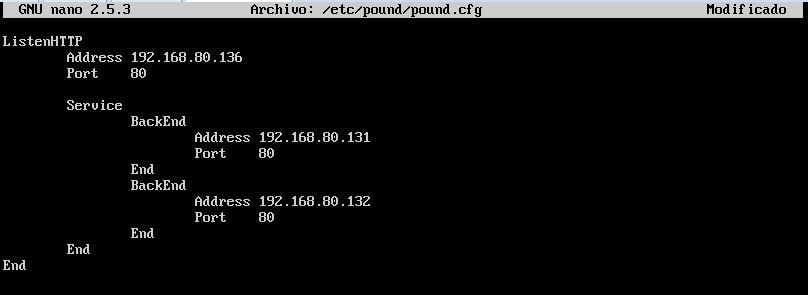 GNU nano 2.5.3 Archivo: /etc/pound/pound.cfg Modificado
ListenHTTP
Address 192.168.80.136
Port 80
Service
BackEnd
Address 192.168.80.131
Port 80
End
BackEnd
Address 192.168.80.132
Port 80
End
End
End